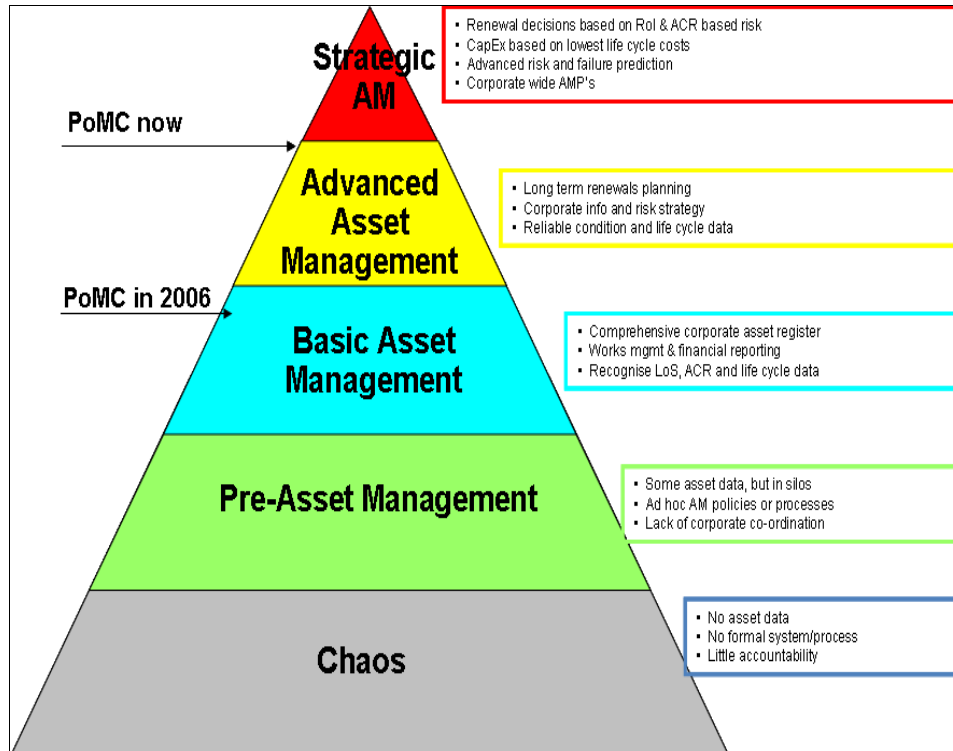 Strategic
AM
▪ Renewal decisions based on RoI & ACR based risk
▪ CapEx based on lowest life cycle costs
▪ Advanced risk and failure prediction
▪ Corporate wide AMP's
PoMC now
Advanced
Asset
Management
▪ Long term renewals planning
▪ Corporate info and risk strategy
▪ Reliable condition and life cycle data
PoMC in 2006
Basic Asset
Management
▪ Comprehensive corporate asset register
▪ Works mgmt & financial reporting
▪ Recognise LoS, ACR and life cycle data
Pre-Asset Management
▪ Some asset data, but in silos
▪ Ad hoc AM policies or processes
▪ Lack of corporate co-ordination
Chaos
▪ No asset data
▪ No formal system/process
▪ Little accountability